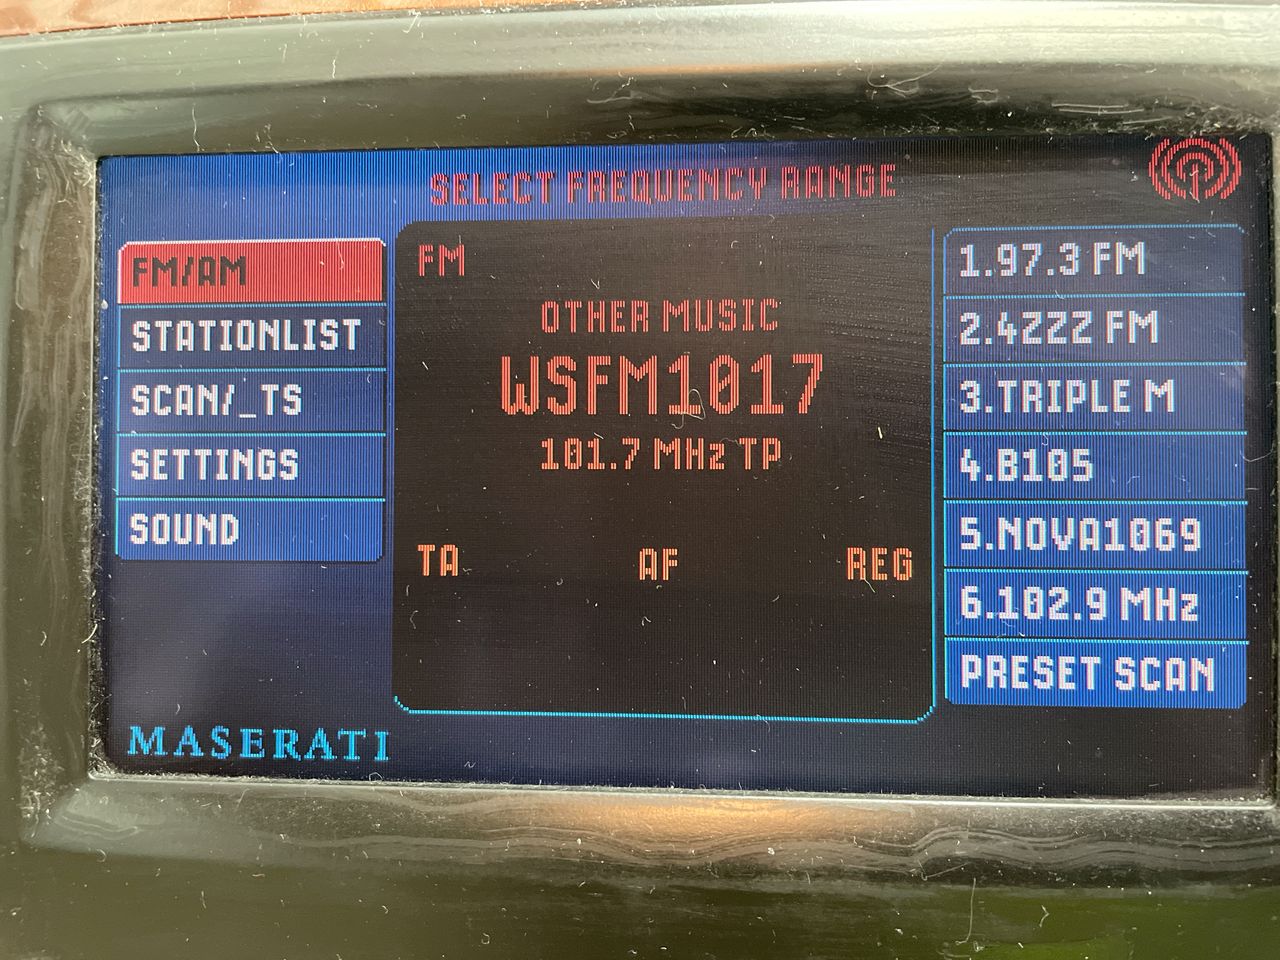 SELECT FREQUENCY RANGE
FM/AM
STATIONLIST
SCAN/_TS
SETTINGS
SOUND
MASERATI
FM
OTHER MUSIC
WSFM1017
101.7 MHz TP
TA AF REG
1.97.3 FM
2.4ZZZ FM
3.TRIPLE M
4.B105
5.NOVA1069
6.102.9 MHz
PRESET SCAN